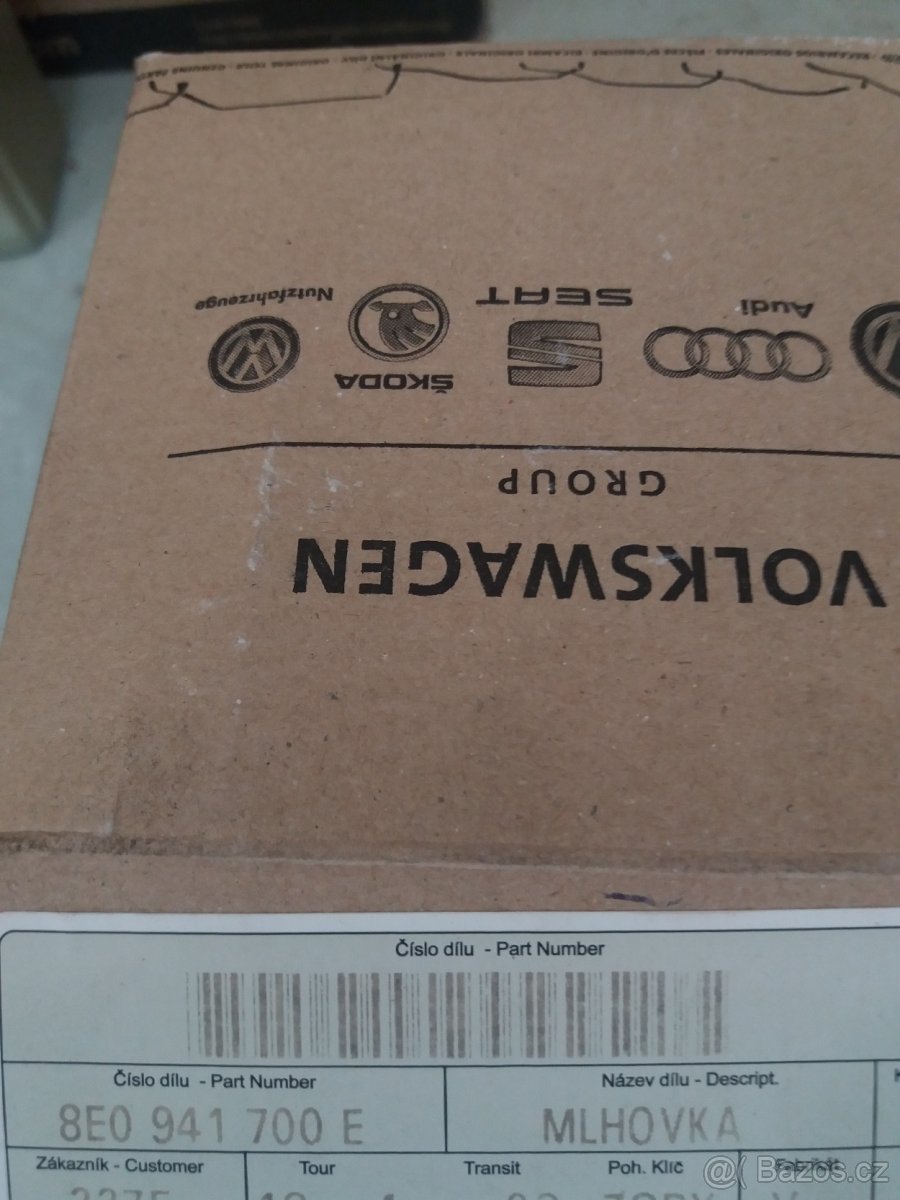 VOLKSWAGEN
GROUP
Audi
SEAT
ŠKODA
Nutzfahrzeuge
Číslo dílu - Part Number
Číslo dílu - Part Number
Název dílu - Descript.
8E0 941 700 E
MLHOVKA
Zákazník - Customer
Tour
Transit
Poh. Klíč
Fabrikát
@ Bazoš.cz